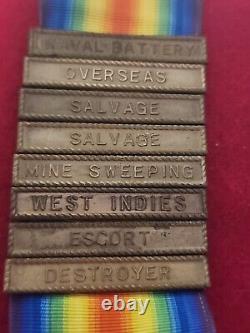 NAVAL BATTERY
OVERSEAS
SALVAGE
SALVAGE
MINE SWEEPING
WEST INDIES
ESCORT
DESTROYER